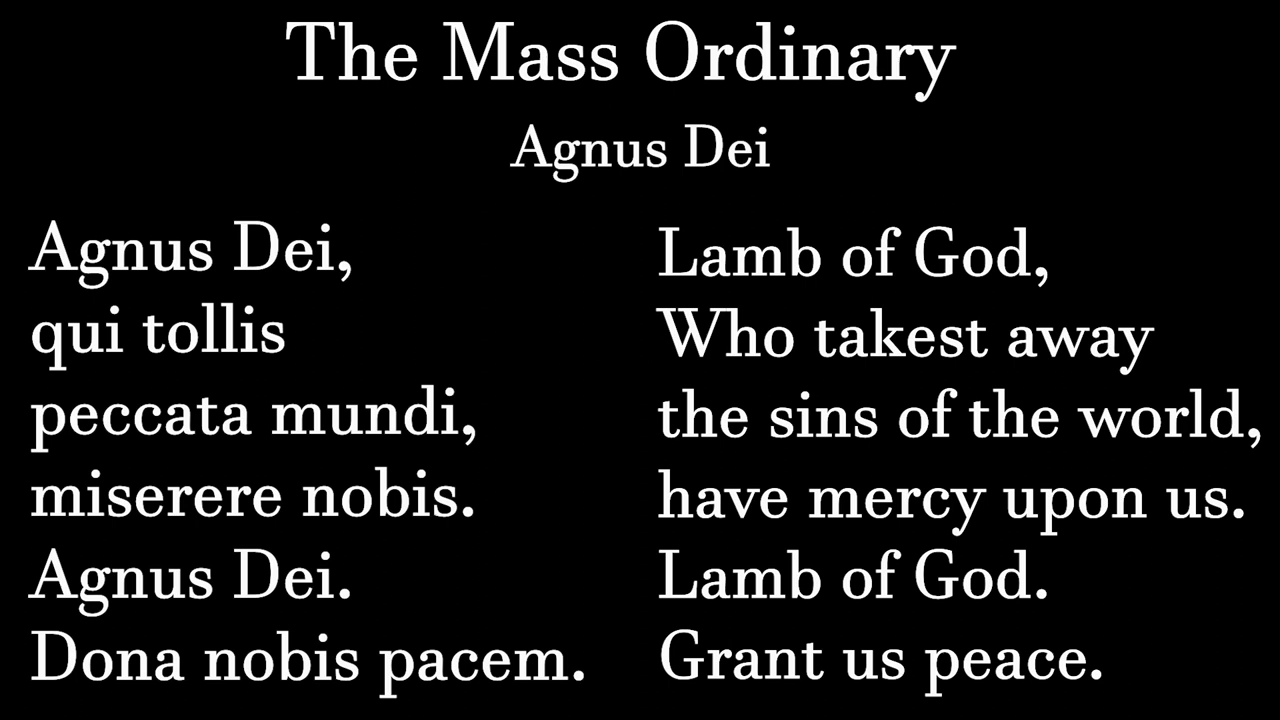 The Mass Ordinary
Agnus Dei
Agnus Dei,
qui tollis
peccata mundi,
miserere nobis.
Agnus Dei.
Dona nobis pacem.
Lamb of God,
Who takest away
the sins of the world,
have mercy upon us.
Lamb of God.
Grant us peace.